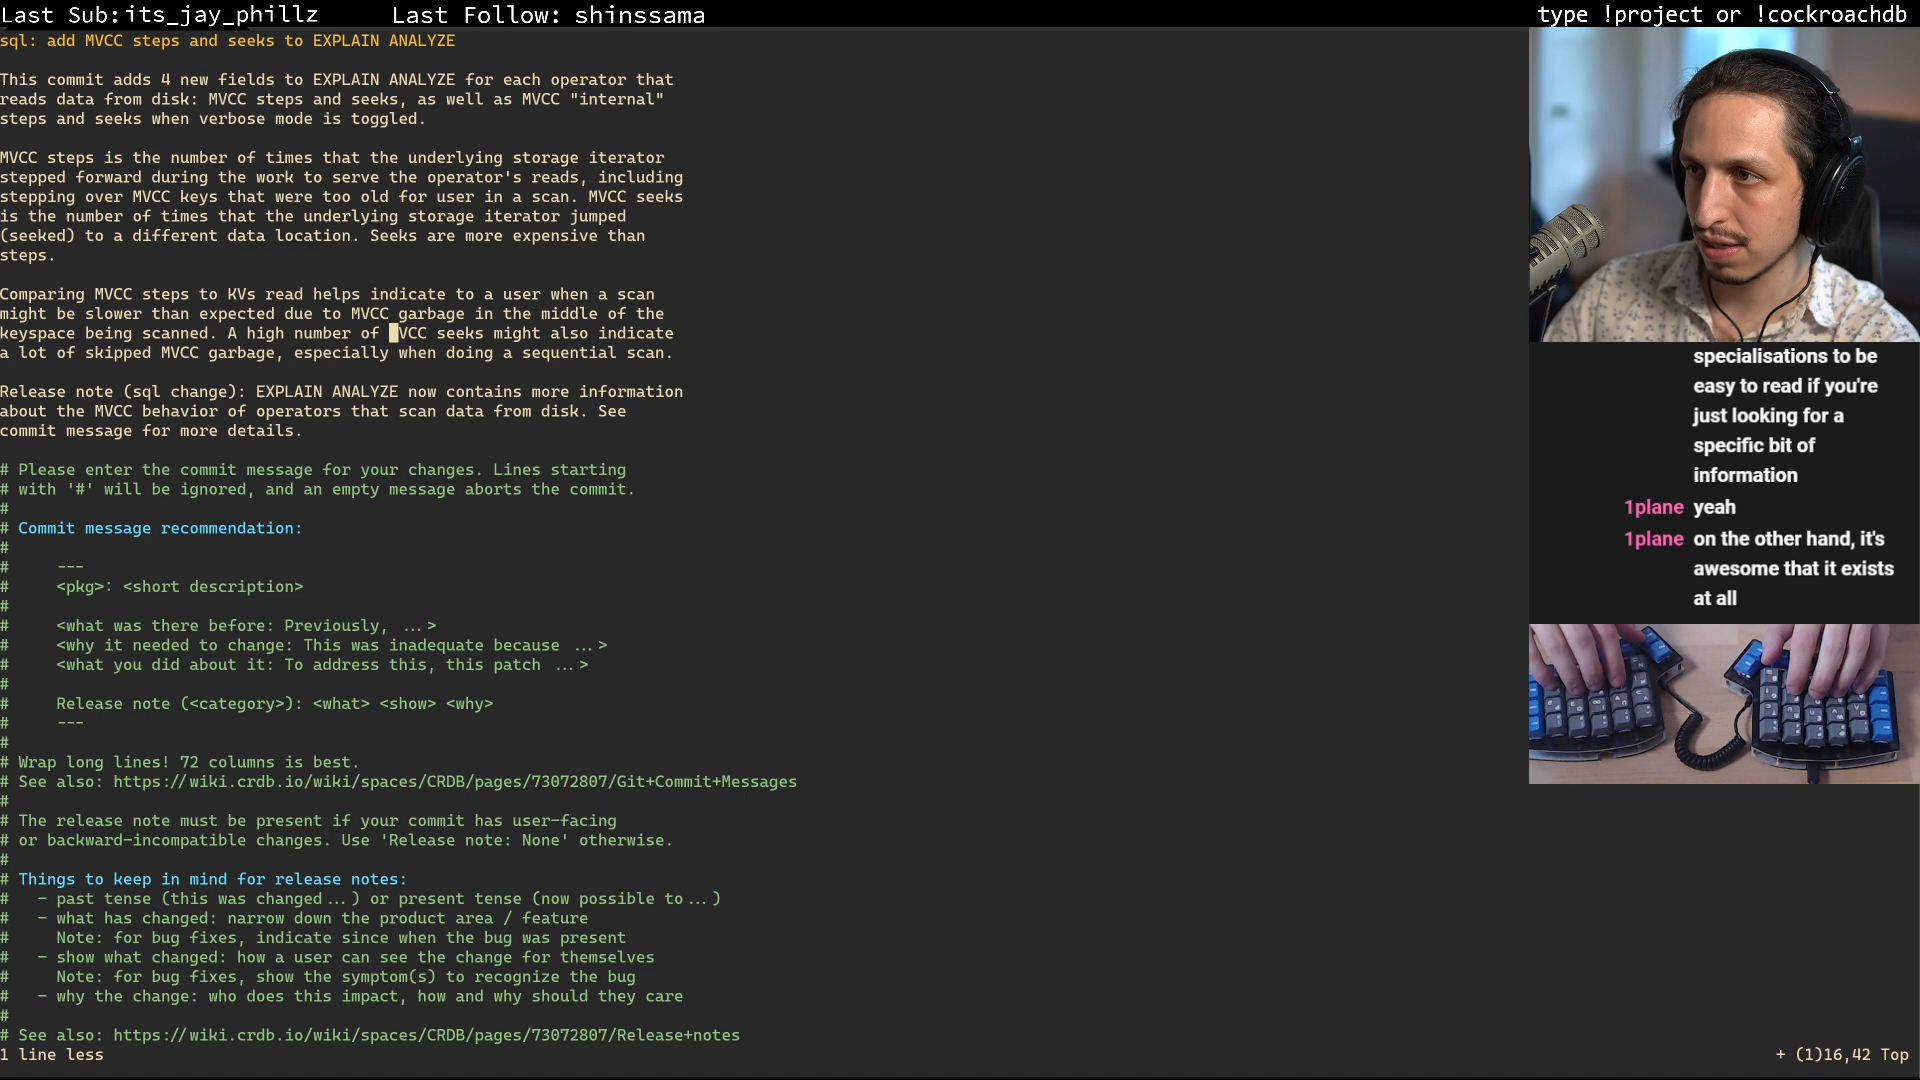 Last Sub:its_jay_phillz
Last Follow: shinssama
type !project or !cockroachdb
sql: add MVCC steps and seeks to EXPLAIN ANALYZE
This commit adds 4 new fields to EXPLAIN ANALYZE for each operator that
reads data from disk: MVCC steps and seeks, as well as MVCC "internal"
steps and seeks when verbose mode is toggled.
MVCC steps is the number of times that the underlying storage iterator
stepped forward during the work to serve the operator's reads, including
stepping over MVCC keys that were too old for user in a scan. MVCC seeks
is the number of times that the underlying storage iterator jumped
(seeked) to a different data location. Seeks are more expensive than
steps.
Comparing MVCC steps to KVs read helps indicate to a user when a scan
might be slower than expected due to MVCC garbage in the middle of the
keyspace being scanned. A high number of VCC seeks might also indicate
a lot of skipped MVCC garbage, especially when doing a sequential scan.
Release note (sql change): EXPLAIN ANALYZE now contains more information
about the MVCC behavior of operators that scan data from disk. See
commit message for more details.
# Please enter the commit message for your changes. Lines starting
# with '#' will be ignored, and an empty message aborts the commit.
#
# Commit message recommendation:
#
#     ---
#     <pkg>: <short description>
#
#     <what was there before: Previously, ...>
#     <why it needed to change: This was inadequate because ...>
#     <what you did about it: To address this, this patch ...>
#
#     Release note (<category>): <what> <show> <why>
#     ---
#
# Wrap long lines! 72 columns is best.
# See also: https://wiki.crdb.io/wiki/spaces/CRDB/pages/73072807/Git+Commit+Messages
#
# The release note must be present if your commit has user-facing
# or backward-incompatible changes. Use 'Release note: None' otherwise.
#
# Things to keep in mind for release notes:
#   - past tense (this was changed...) or present tense (now possible to...)
#   - what has changed: narrow down the product area / feature
#     Note: for bug fixes, indicate since when the bug was present
#   - show what changed: how a user can see the change for themselves
#     Note: for bug fixes, show the symptom(s) to recognize the bug
#   - why the change: who does this impact, how and why should they care
#
# See also: https://wiki.crdb.io/wiki/spaces/CRDB/pages/73072807/Release+notes
1 line less
+ (1)16,42 Top
specialisations to be
easy to read if you're
just looking for a
specific bit of
information
1plane yeah
1plane on the other hand, it's
awesome that it exists
at all